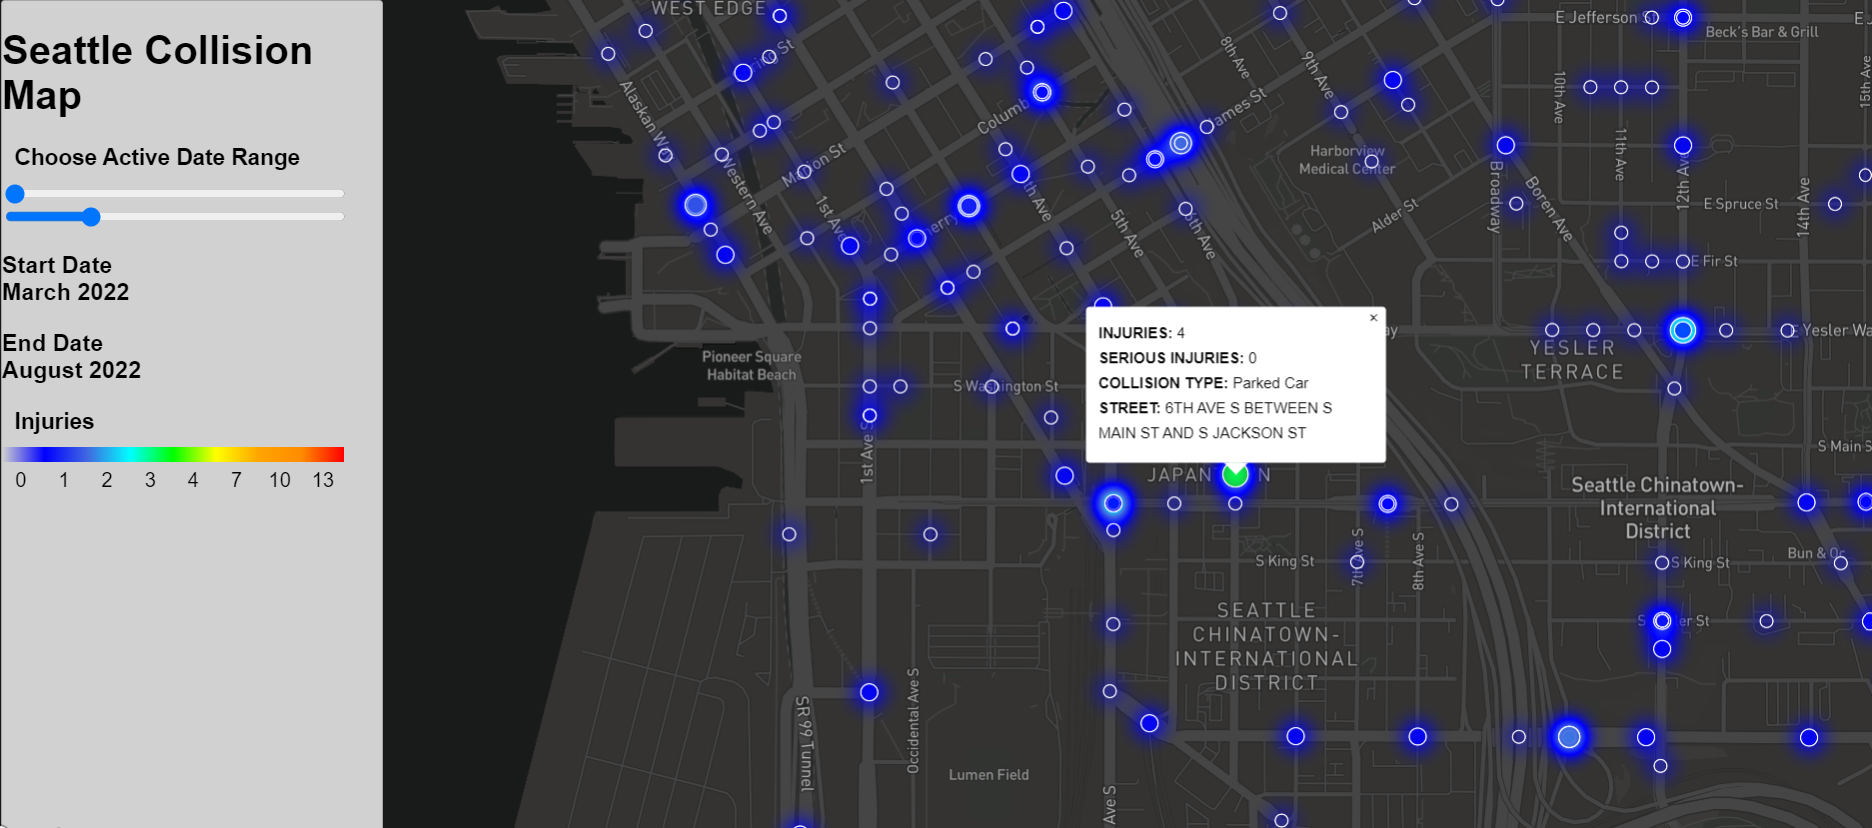 Seattle Collision
Map
Choose Active Date Range
Start Date
March 2022
End Date
August 2022
Injuries
0 1 2 3 4 7 10 13
WEST EDGE
Alaskan Way
Western Ave
Marion St
1st Ave
Columb
5th Ave
6th Ave
James St
8th Ave
9th Ave
Harborview
Medical Center
Alder St
Broadway
Boren Ave
E Jefferson St
Beck's Bar & Grill
10th Ave
11th Ave
12th Ave
14th Ave
15th Ave
E Spruce St
E Fir St
E Yesler Wa
YESLER
TERRACE
Pioneer Square
Habitat Beach
S Washington St
1st Ave S
×
INJURIES: 4
SERIOUS INJURIES: 0
COLLISION TYPE: Parked Car
STREET: 6TH AVE S BETWEEN S
MAIN ST AND S JACKSON ST
ay
JAPAN N
S Main S
Seattle Chinatown-
International
District
S King St
7th Ave S
8th Ave S
S King St
Bun & Oc
SEATTLE
CHINATOWN-
INTERNATIONAL
DISTRICT
SR 99 Tunnel
Occidental Ave S
Lumen Field
Ave S